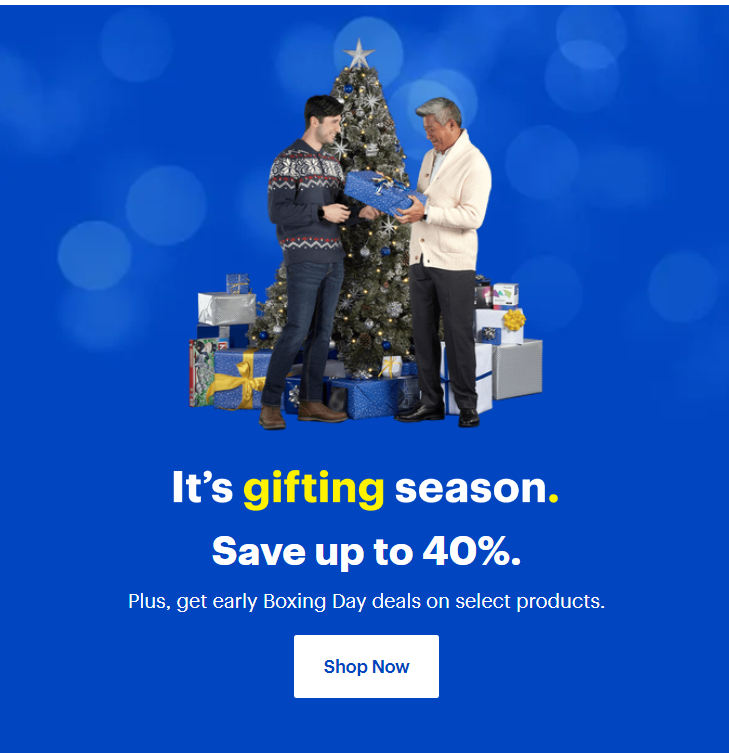 It’s gifting season.
Save up to 40%.
Plus, get early Boxing Day deals on select products.
Shop Now